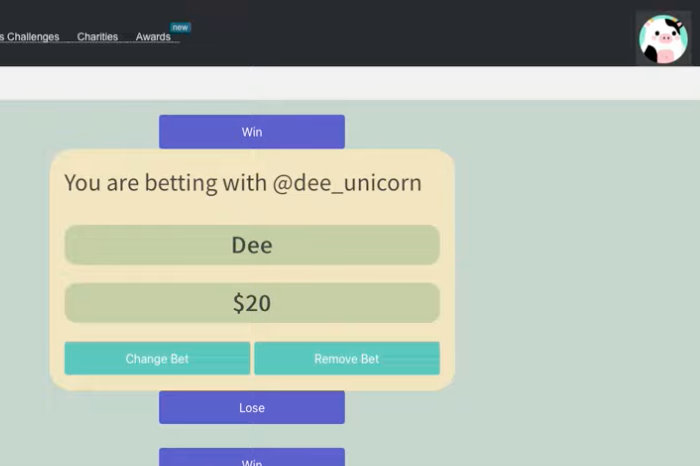 new
s Challenges Charities Awards
Win
You are betting with @dee_unicorn
Dee
$20
Change Bet Remove Bet
Lose
Win